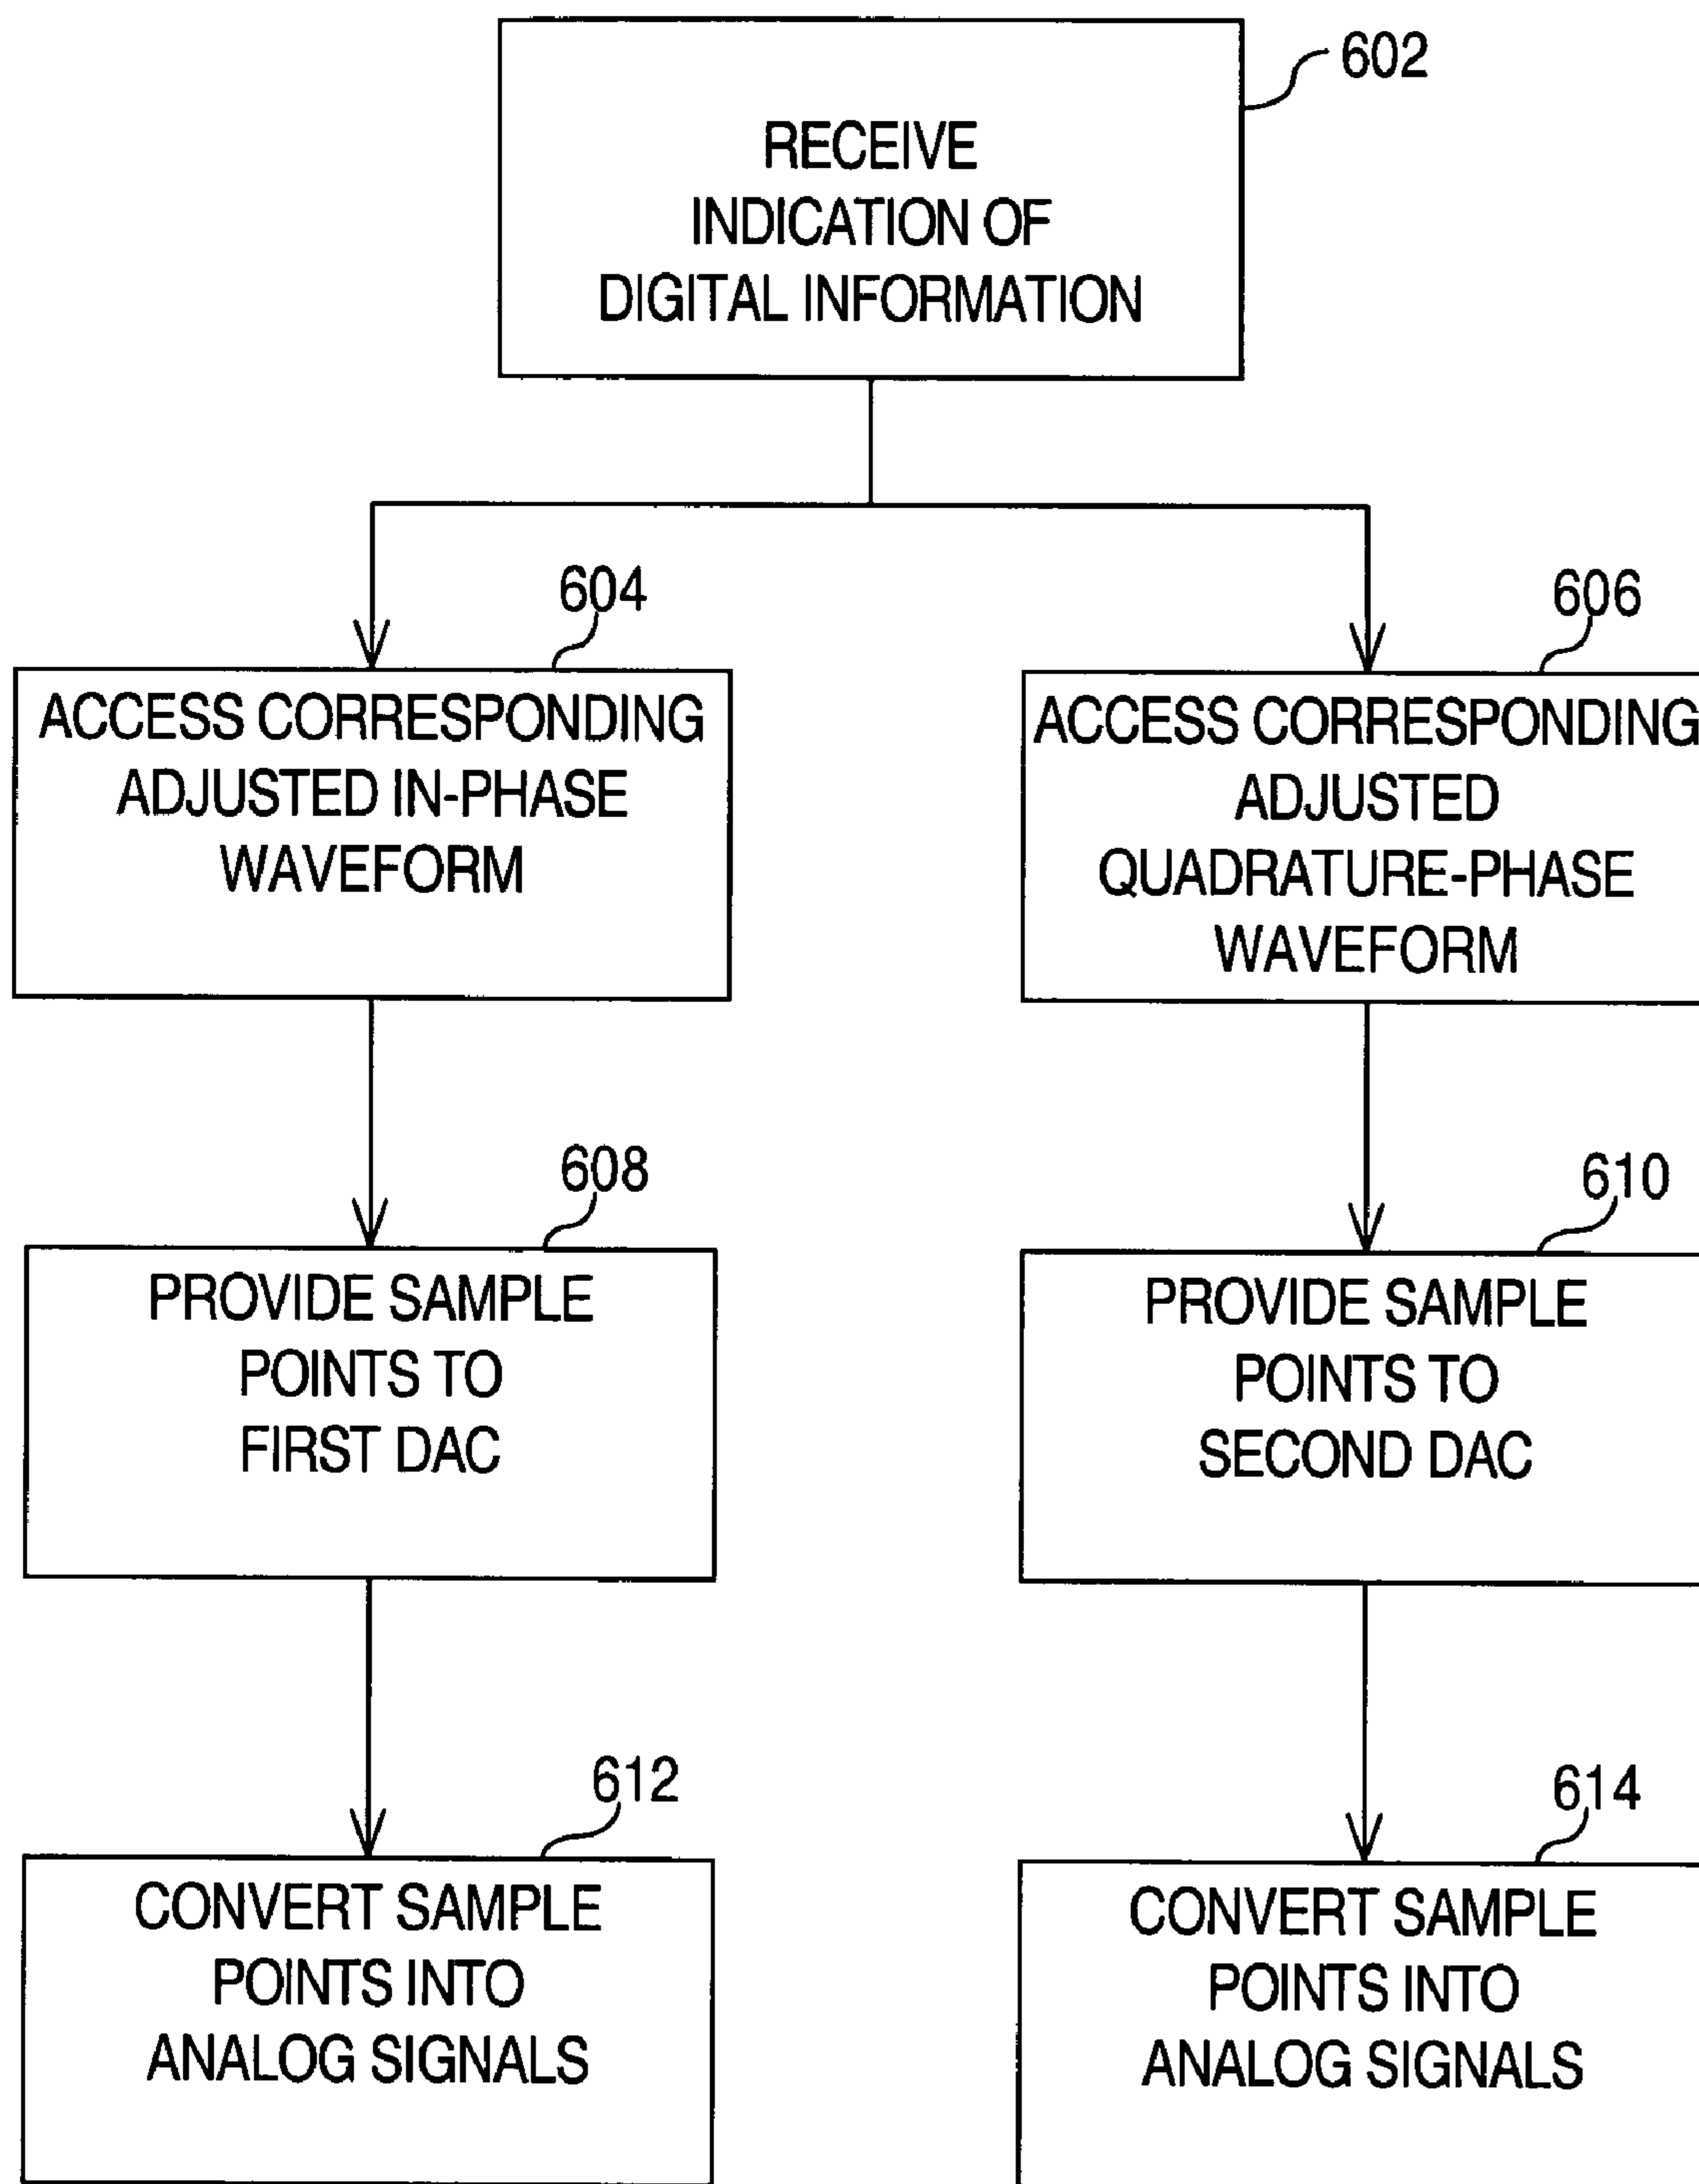 602
RECEIVE
INDICATION OF
DIGITAL INFORMATION
604
ACCESS CORRESPONDING
ADJUSTED IN-PHASE
WAVEFORM
606
ACCESS CORRESPONDING
ADJUSTED
QUADRATURE-PHASE
WAVEFORM
608
PROVIDE SAMPLE
POINTS TO
FIRST DAC
610
PROVIDE SAMPLE
POINTS TO
SECOND DAC
612
CONVERT SAMPLE
POINTS INTO
ANALOG SIGNALS
614
CONVERT SAMPLE
POINTS INTO
ANALOG SIGNALS